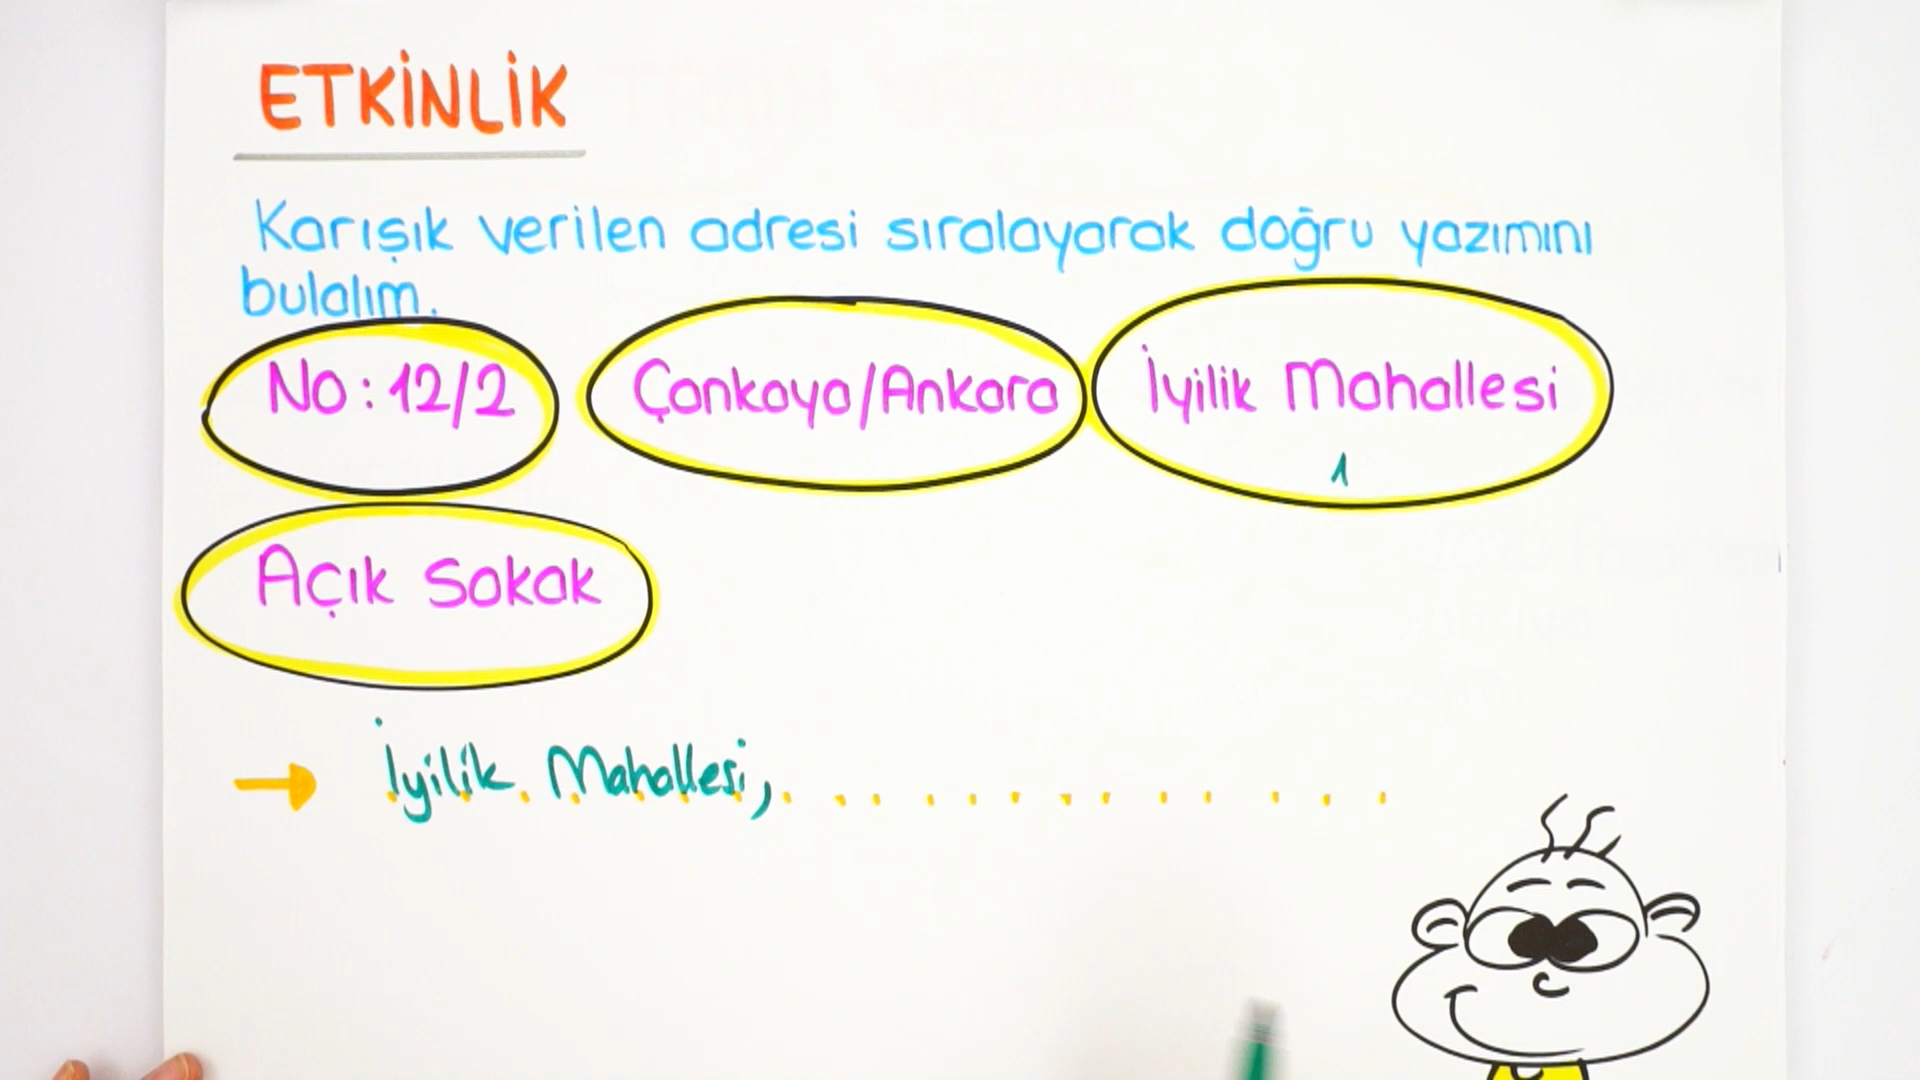 ETKİNLİK
Karışık verilen adresi sıralayarak doğru yazımını
bulalım.
No: 12/2 Çankaya/Ankara İyilik Mahallesi
1
Açık Sokak
İyilik Mahallesi,